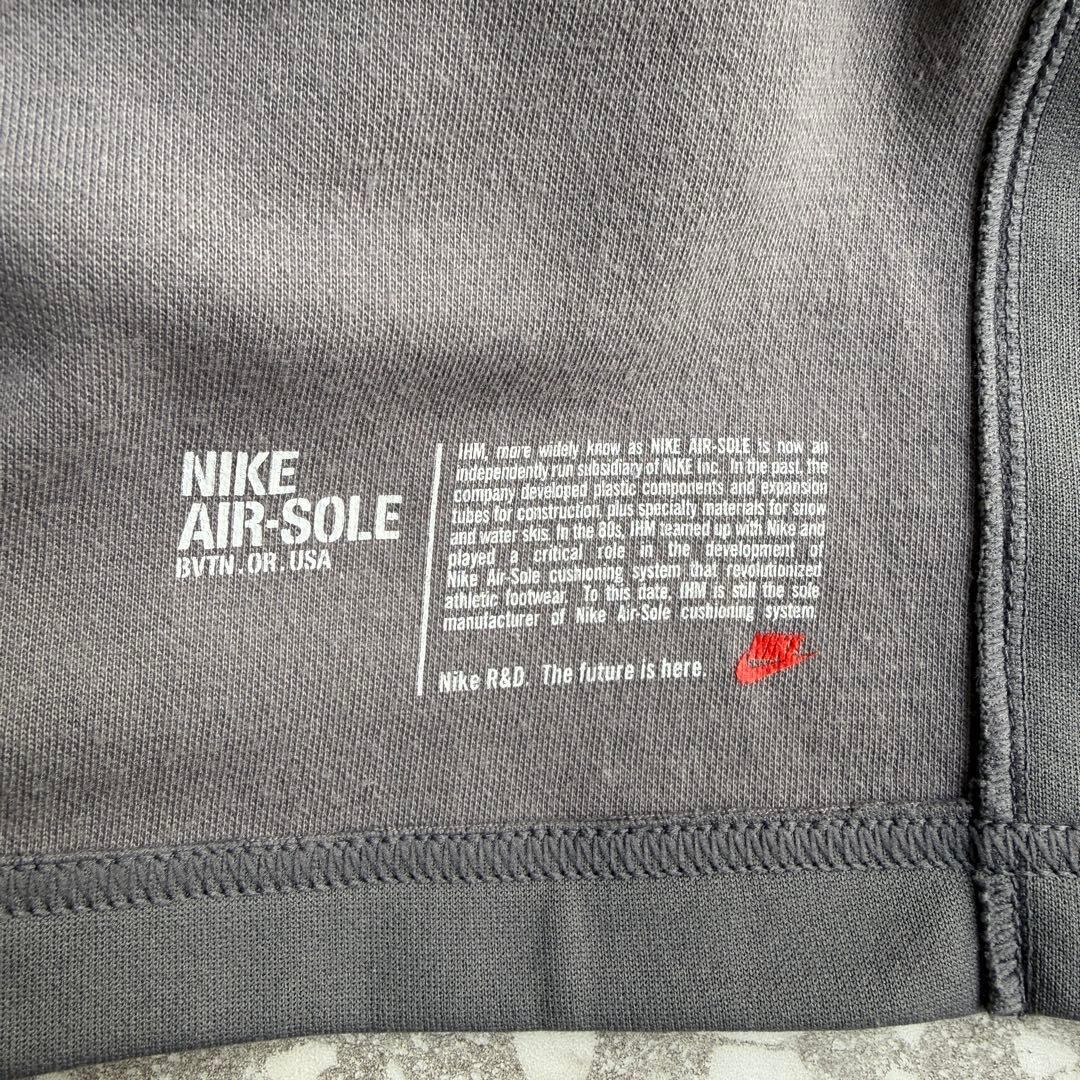 NIKE
AIR-SOLE
BVTN.OR.USA
IHM, more widely know as NIKE AIR-SOLE is now an
independently run subsidiary of NIKE Inc. In the past, the
company developed plastic components and expansion
tubes for construction, plus specialty materials for snow
and water skis. In the 80s, IHM teamed up with Nike and
played a critical role in the development of
Nike Air-Sole cushioning system that revolutionized
athletic footwear. To this date, IHM is still the sole
manufacturer of Nike Air-Sole cushioning system.
Nike R&D. The future is here.
NIKE